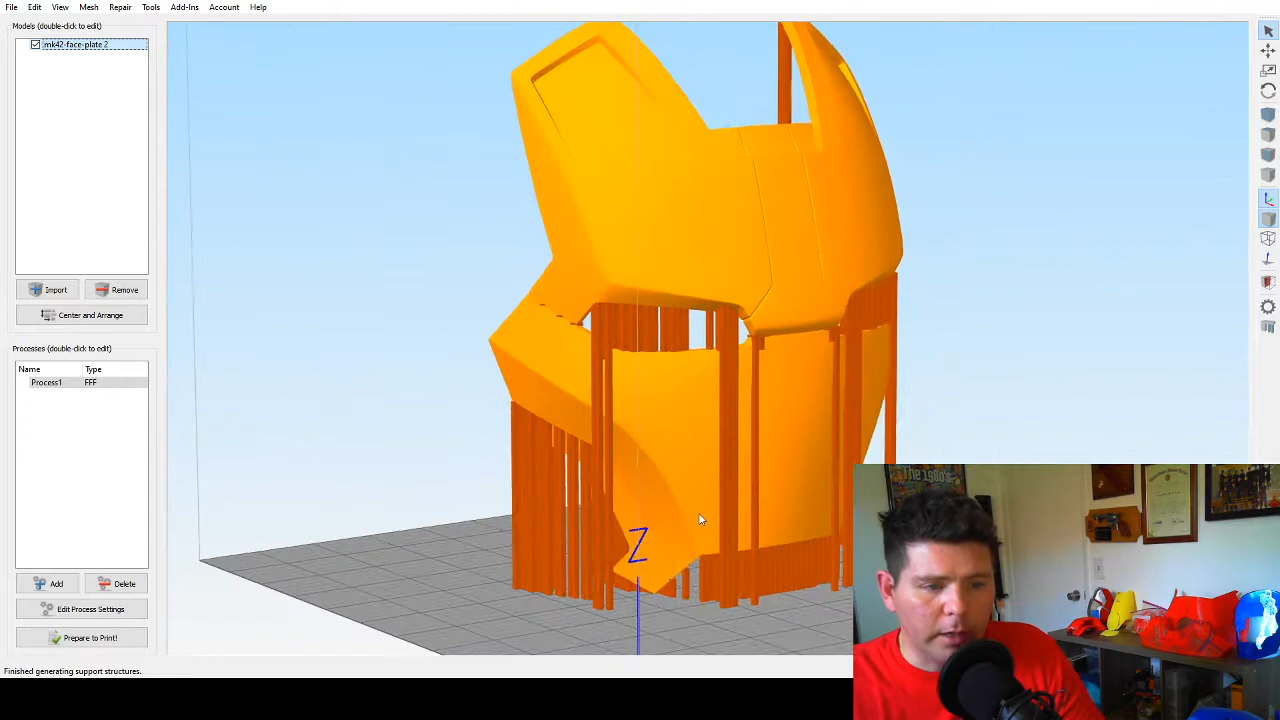 File Edit View Mesh Repair Tools Add-Ins Account Help
Models (double-click to edit)
mk42-face-plate 2
Import Remove
Center and Arrange
Processes (double-click to edit)
Name Type
Process1 FFF
Add Delete
Edit Process Settings
Prepare to Print!
Finished generating support structures.
Z
The 1980's